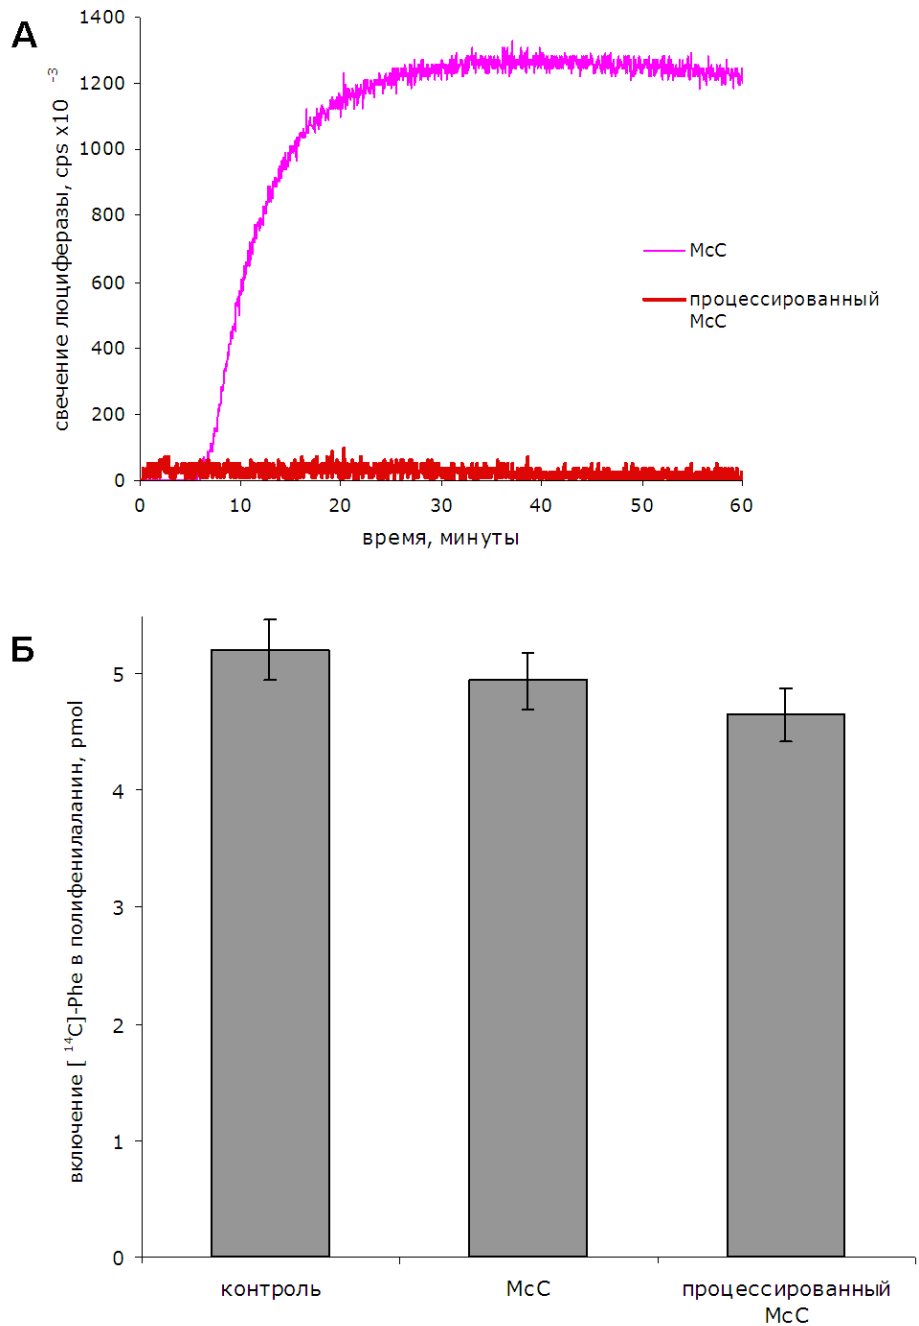 А
1400
1200
1000
800
600
400
200
0
свечение люциферазы, cps x10 -3
0 10 20 30 40 50 60
время, минуты
McC
процессированный
McC
Б
5
4
3
2
1
0
включение [ 14C]-Phe в полифенилаланин, pmol
контроль McC процессированный
McC